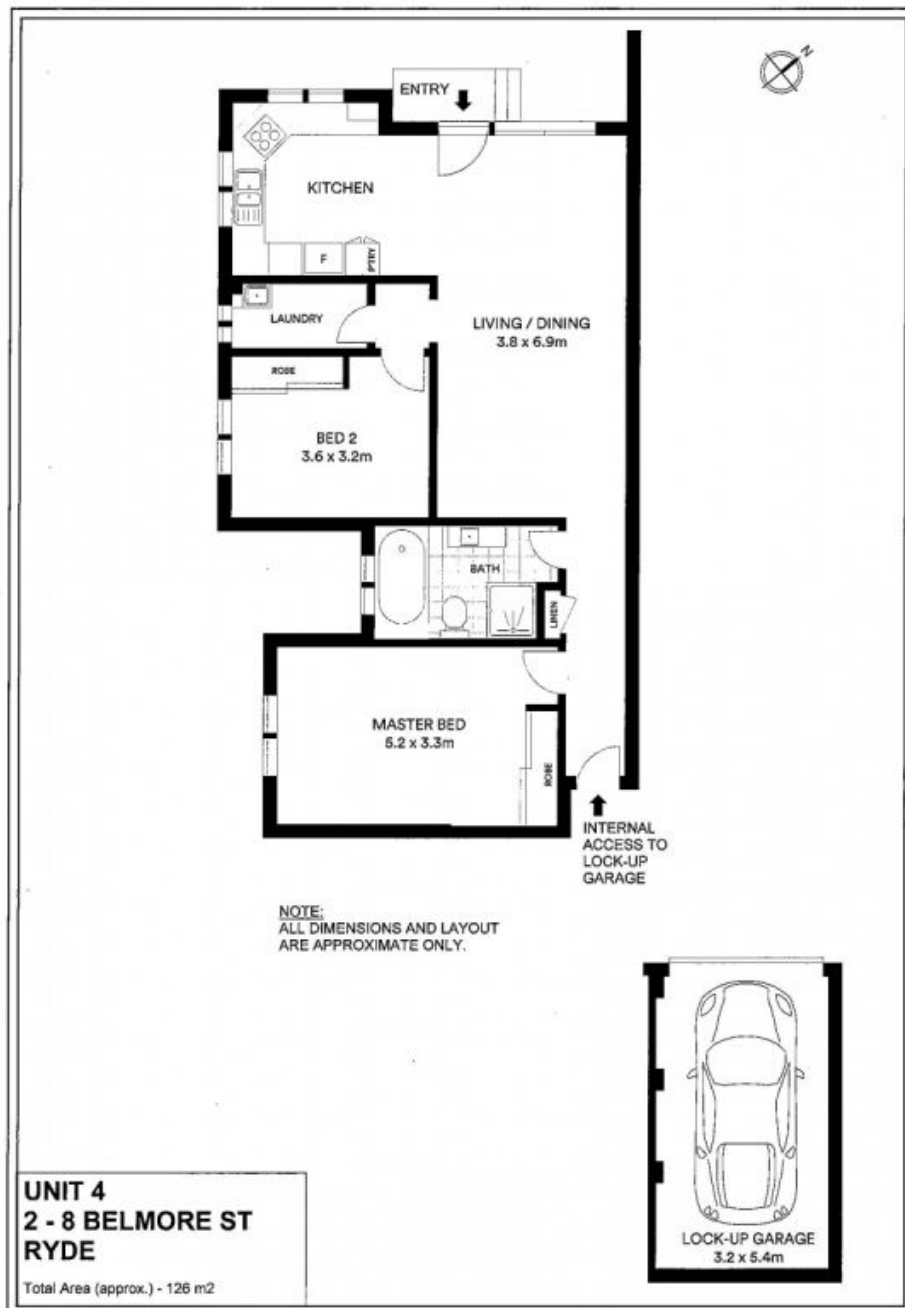 N
ENTRY
KITCHEN
F
PTRY
LAUNDRY
LIVING / DINING
3.8 x 6.9m
ROBE
BED 2
3.6 x 3.2m
BATH
LINEN
MASTER BED
5.2 x 3.3m
ROBE
INTERNAL
ACCESS TO
LOCK-UP
GARAGE
NOTE:
ALL DIMENSIONS AND LAYOUT
ARE APPROXIMATE ONLY.
LOCK-UP GARAGE
3.2 x 5.4m
UNIT 4
2 - 8 BELMORE ST
RYDE
Total Area (approx.) - 126 m2